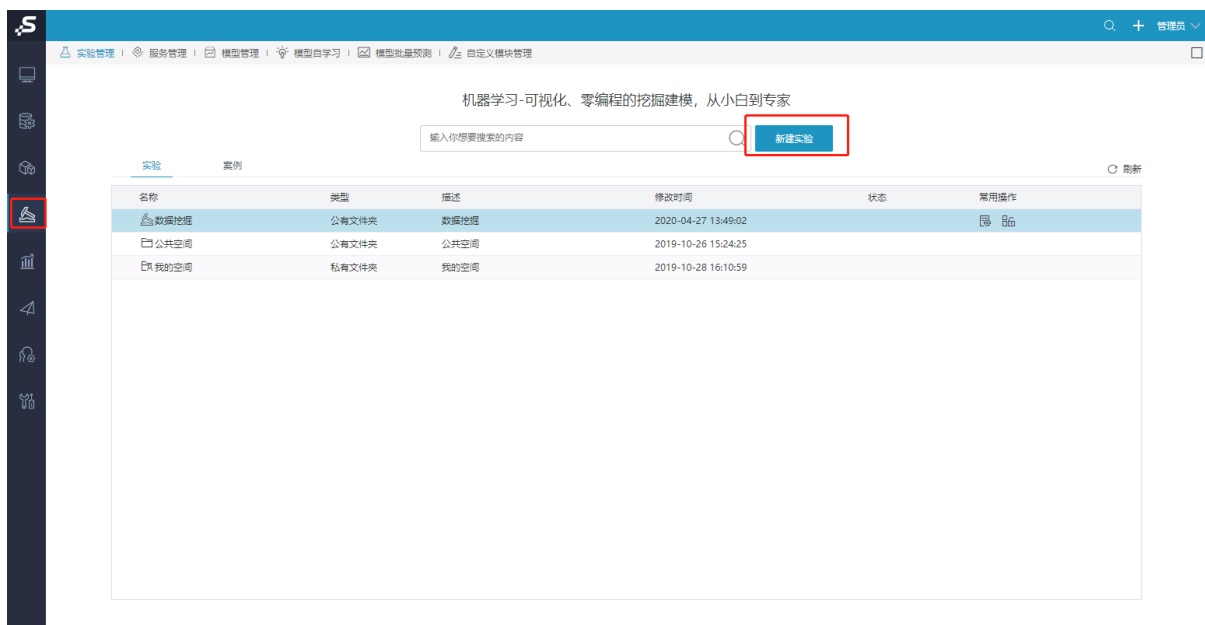 S
管理员
实验管理 服务管理 模型管理 模型自学习 模型批量预测 自定义模块管理
机器学习-可视化、零编程的挖掘建模，从小白到专家
输入你想要搜索的内容 新建实验
实验 案例 刷新
名称 类型 描述 修改时间 状态 常用操作
数据挖掘 公有文件夹 数据挖掘 2020-04-27 13:49:02
公共空间 公有文件夹 公共空间 2019-10-26 15:24:25
我的空间 私有文件夹 我的空间 2019-10-28 16:10:59